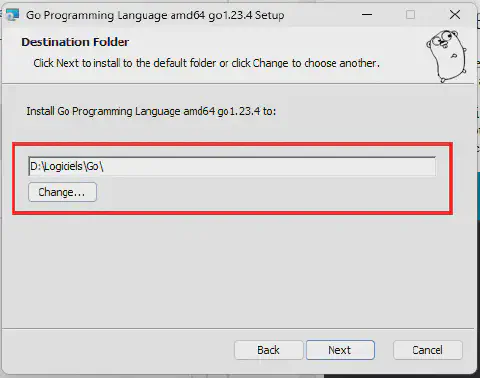 Go Programming Language amd64 go1.23.4 Setup
Destination Folder
Click Next to install to the default folder or click Change to choose another.
Install Go Programming Language amd64 go1.23.4 to:
D:\Logiciels\Go\
Change...
Back
Next
Cancel